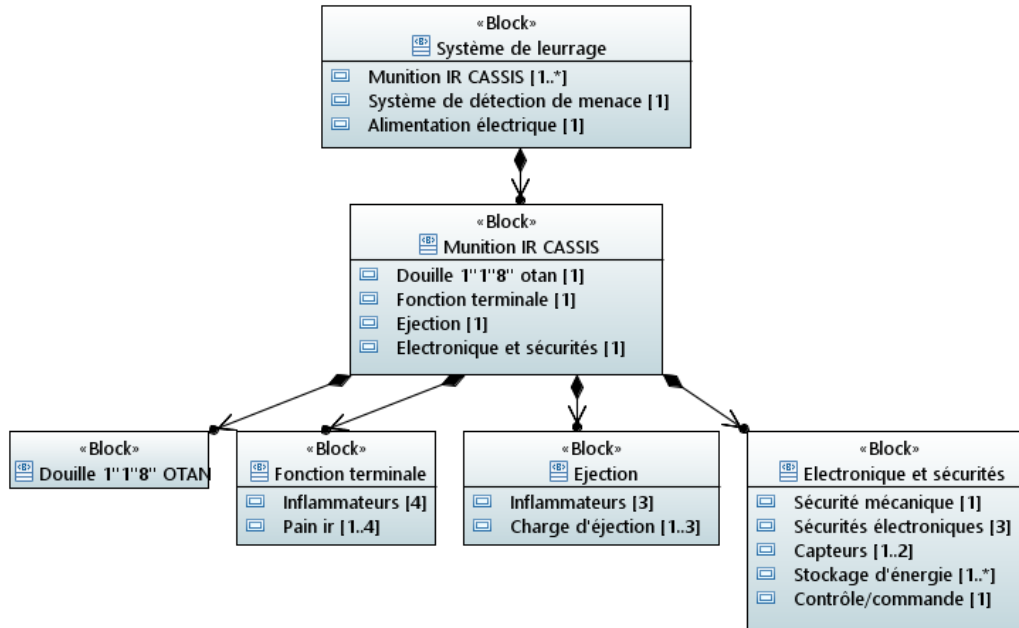 «Block»
Système de leurrage
Munition IR CASSIS [1..*]
Système de détection de menace [1]
Alimentation électrique [1]
«Block»
Munition IR CASSIS
Douille 1''1''8'' otan [1]
Fonction terminale [1]
Ejection [1]
Electronique et sécurités [1]
«Block»
Douille 1''1''8'' OTAN
«Block»
Fonction terminale
Inflammateurs [4]
Pain ir [1..4]
«Block»
Ejection
Inflammateurs [3]
Charge d'éjection [1..3]
«Block»
Electronique et sécurités
Sécurité mécanique [1]
Sécurités électroniques [3]
Capteurs [1..2]
Stockage d'énergie [1..*]
Contrôle/commande [1]